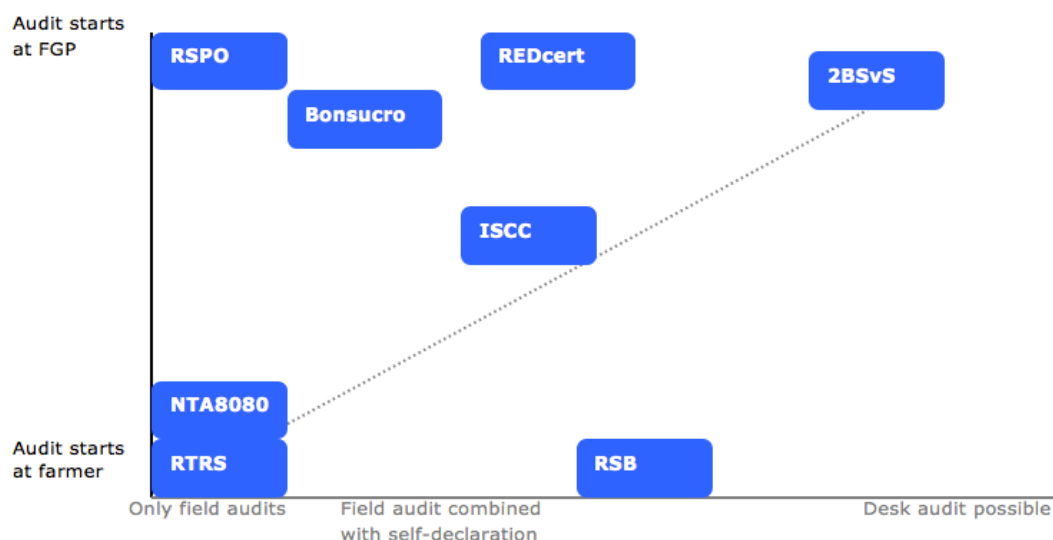 Audit starts
at FGP
RSPO
REDcert
2BSvS
Bonsucro
ISCC
NTA8080
Audit starts
at farmer
RTRS
RSB
Only field audits
Field audit combined
with self-declaration
Desk audit possible